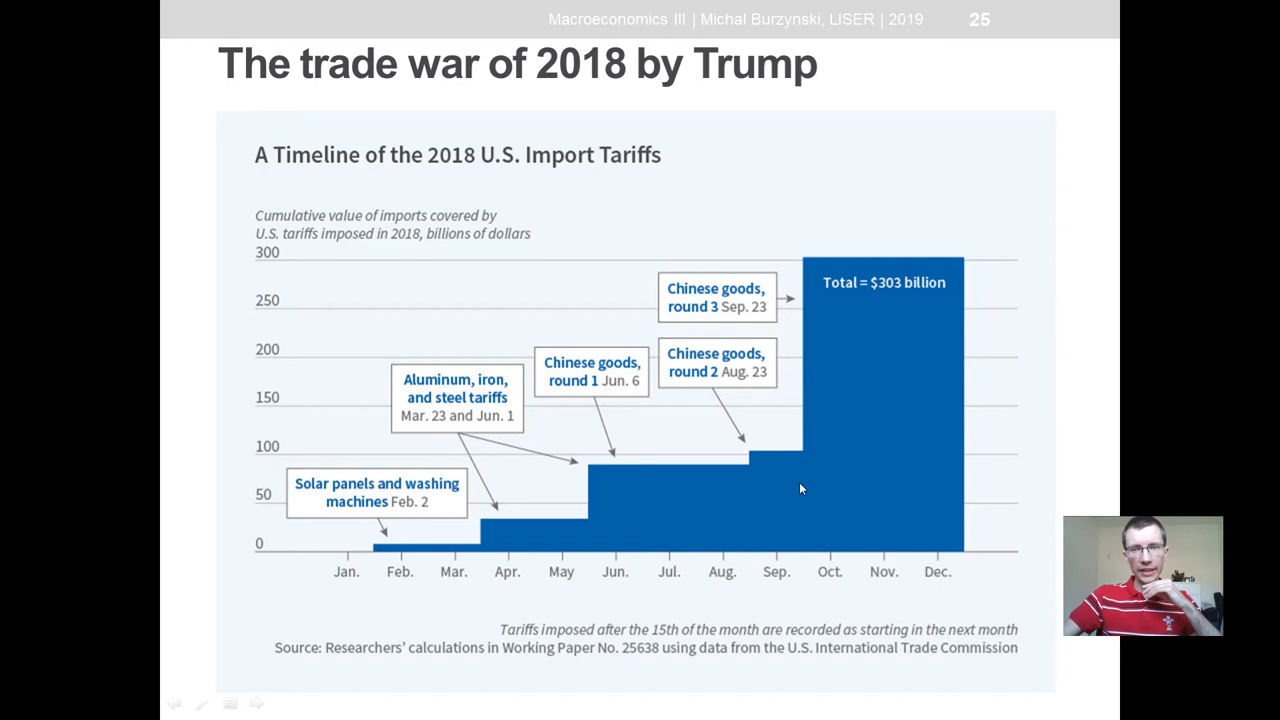 Macroeconomics III | Michal Burzynski, LISER | 2019 25
The trade war of 2018 by Trump
A Timeline of the 2018 U.S. Import Tariffs
Cumulative value of imports covered by
U.S. tariffs imposed in 2018, billions of dollars
300
250
200
150
100
50
0
Total = $303 billion
Chinese goods,
round 3 Sep. 23
Chinese goods,
round 2 Aug. 23
Chinese goods,
round 1 Jun. 6
Aluminum, iron,
and steel tariffs
Mar. 23 and Jun. 1
Solar panels and washing
machines Feb. 2
Jan. Feb. Mar. Apr. May Jun. Jul. Aug. Sep. Oct. Nov. Dec.
Tariffs imposed after the 15th of the month are recorded as starting in the next month
Source: Researchers' calculations in Working Paper No. 25638 using data from the U.S. International Trade Commission